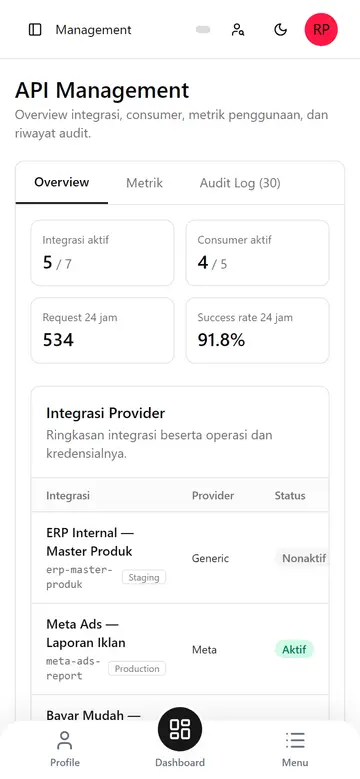 Management
RP
API Management
Overview integrasi, consumer, metrik penggunaan, dan
riwayat audit.
Overview Metrik Audit Log (30)
Integrasi aktif
5 / 7
Consumer aktif
4 / 5
Request 24 jam
534
Success rate 24 jam
91.8%
Integrasi Provider
Ringkasan integrasi beserta operasi dan
kredensialnya.
Integrasi Provider Status
ERP Internal —
Master Produk
erp-master-
produk
Staging
Generic
Nonaktif
Meta Ads —
Laporan Iklan
meta-ads-
report
Production
Meta
Aktif
Bayar Mudah —
Profile Dashboard Menu